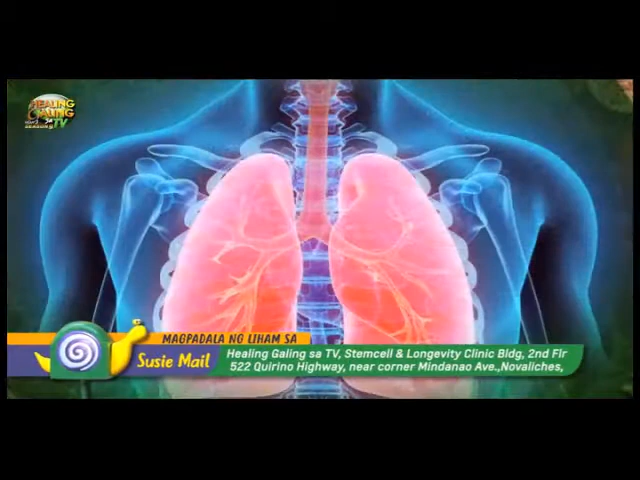 HEALING
GALING
SA
TV
MAGPADALA NG LIHAM SA
Susie Mail
Healing Galing sa TV, Stemcell & Longevity Clinic Bldg, 2nd Flr
522 Quirino Highway, near corner Mindanao Ave.,Novaliches,